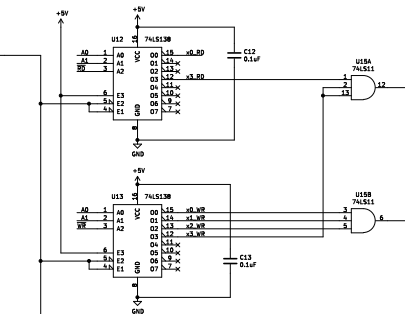 +5V
+5V
U12
74LS138
16
VCC
A0 1 A0 O0 15 x0_RD
A1 2 A1 O1 14
RD 3 A2 O2 13
O3 12 x3_RD
O4 11
6 E3 O5 10
5 E2 O6 9
4 E1 O7 7
GND
8
GND
C12
0.1uF
U15A
74LS11
1
2
13
12
+5V
U13
74LS138
16
VCC
A0 1 A0 O0 15 x0_WR
A1 2 A1 O1 14 x1_WR
WR 3 A2 O2 13 x2_WR
O3 12 x3_WR
O4 11
6 E3 O5 10
5 E2 O6 9
4 E1 O7 7
GND
8
GND
C13
0.1uF
U15B
74LS11
3
4
5
6